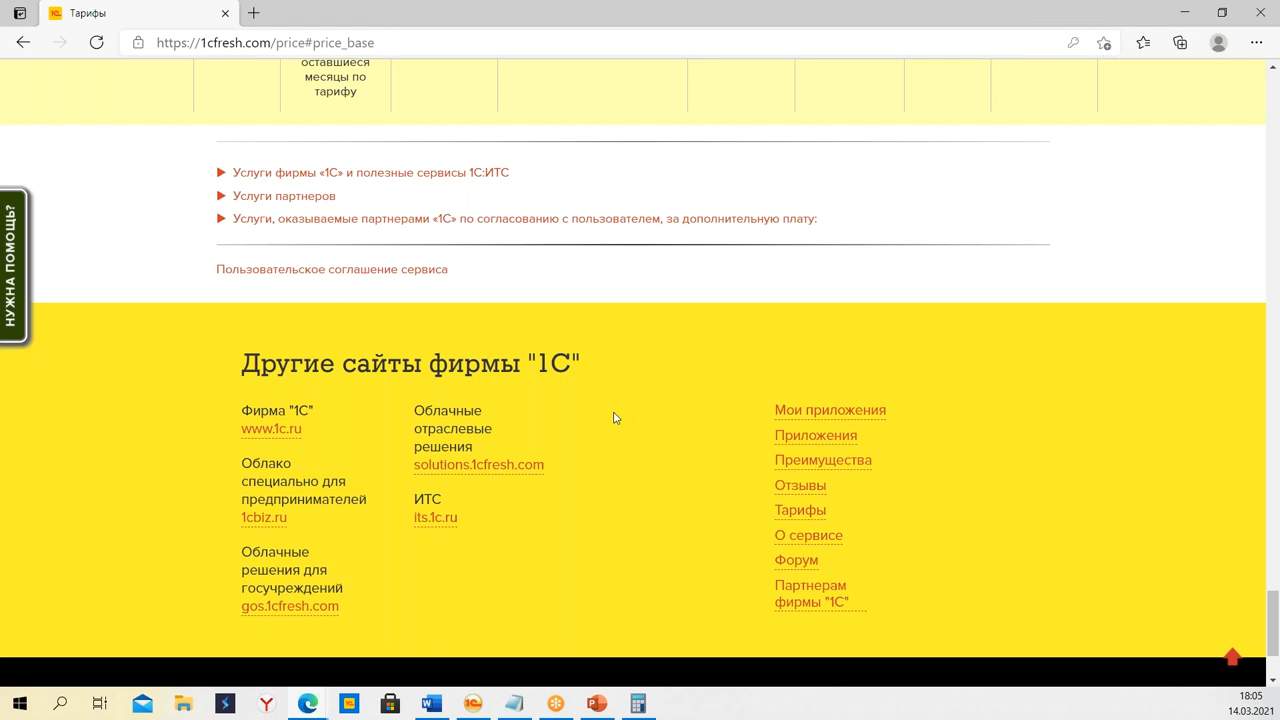 Тарифы
https://1cfresh.com/price#price_base
оставшиеся
месяцы по
тарифу
Услуги фирмы «1С» и полезные сервисы 1С:ИТС
Услуги партнеров
Услуги, оказываемые партнерами «1С» по согласованию с пользователем, за дополнительную плату:
Пользовательское соглашение сервиса
НУЖНА ПОМОЩЬ?
Другие сайты фирмы "1С"
Фирма "1С"
www.1c.ru
Облако
специально для
предпринимателей
1cbiz.ru
Облачные
решения для
госучреждений
gos.1cfresh.com
Облачные
отраслевые
решения
solutions.1cfresh.com
ИТС
its.1c.ru
Мои приложения
Приложения
Преимущества
Отзывы
Тарифы
О сервисе
Форум
Партнерам
фирмы "1С"
18:05
14.03.2021